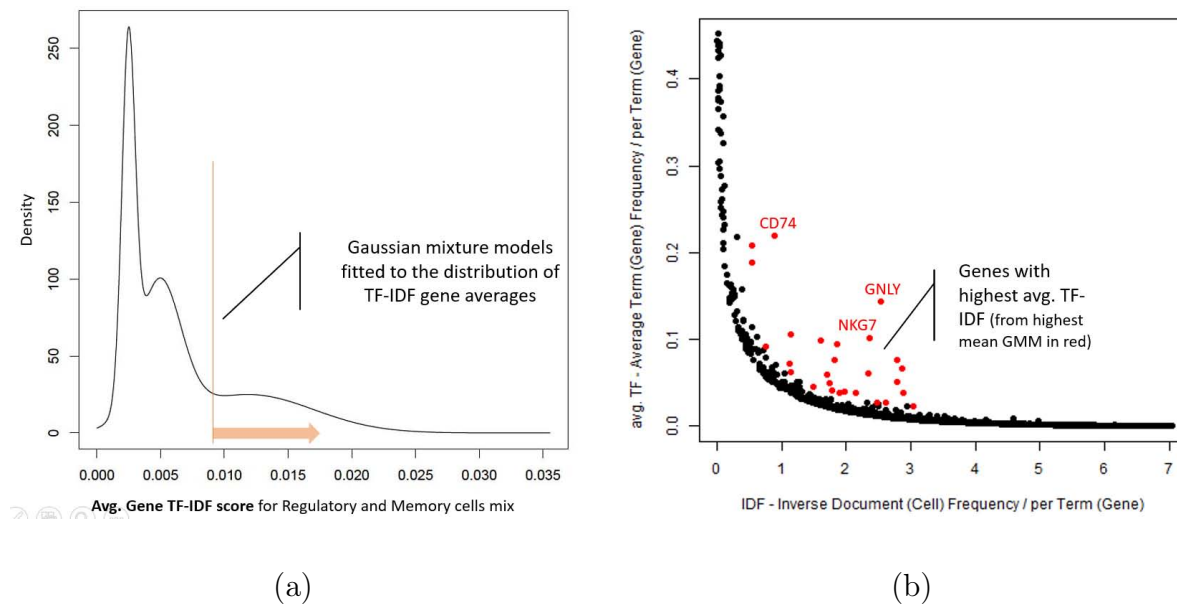 250
200
150
100
50
0
Density
Gaussian mixture models
fitted to the distribution of
TF-IDF gene averages
0.000 0.005 0.010 0.015 0.020 0.025 0.030 0.035
Avg. Gene TF-IDF score for Regulatory and Memory cells mix
(a)
avg. TF - Average Term (Gene) Frequency / per Term (Gene)
0.4
0.3
0.2
0.1
0.0
CD74
GNLY
NKG7
Genes with
highest avg. TF-
IDF (from highest
mean GMM in red)
0 1 2 3 4 5 6 7
IDF - Inverse Document (Cell) Frequency / per Term (Gene)
(b)